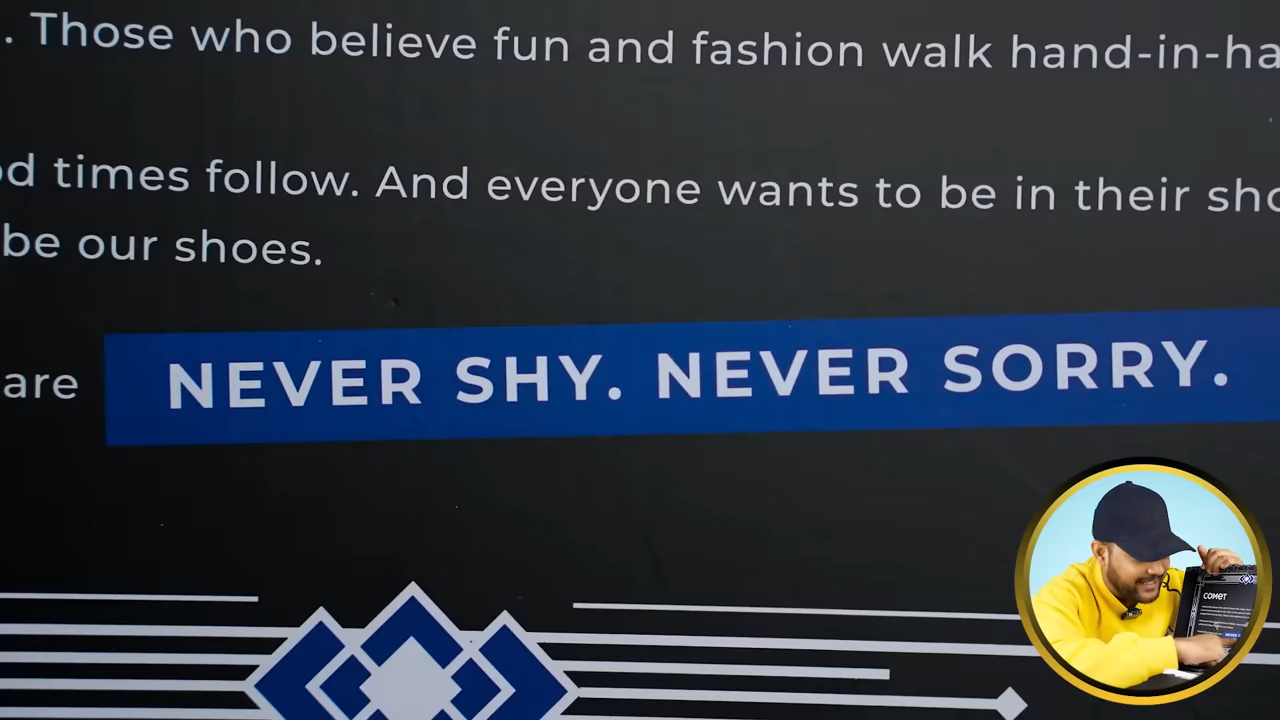 . Those who believe fun and fashion walk hand-in-ha
times follow. And everyone wants to be in their sho
be our shoes.
are NEVER SHY. NEVER SORRY.
COMET